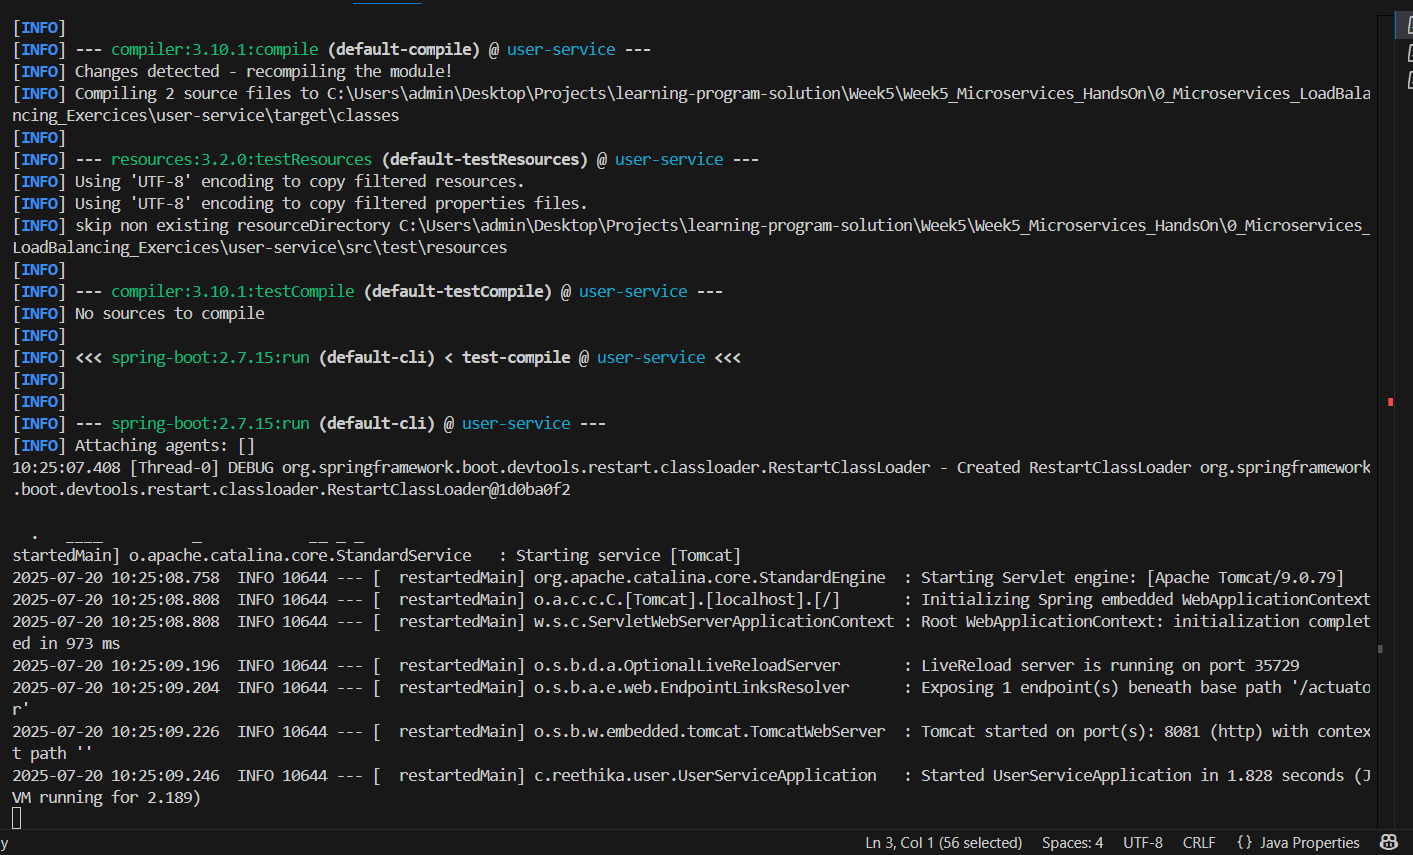 [INFO]
[INFO] --- compiler:3.10.1:compile (default-compile) @ user-service ---
[INFO] Changes detected - recompiling the module!
[INFO] Compiling 2 source files to C:\Users\admin\Desktop\Projects\learning-program-solution\Week5\Week5_Microservices_HandsOn\0_Microservices_LoadBala
ncing_Exercices\user-service\target\classes
[INFO]
[INFO] --- resources:3.2.0:testResources (default-testResources) @ user-service ---
[INFO] Using 'UTF-8' encoding to copy filtered resources.
[INFO] Using 'UTF-8' encoding to copy filtered properties files.
[INFO] skip non existing resourceDirectory C:\Users\admin\Desktop\Projects\learning-program-solution\Week5\Week5_Microservices_HandsOn\0_Microservices_
LoadBalancing_Exercices\user-service\src\test\resources
[INFO]
[INFO] --- compiler:3.10.1:testCompile (default-testCompile) @ user-service ---
[INFO] No sources to compile
[INFO]
[INFO] <<< spring-boot:2.7.15:run (default-cli) < test-compile @ user-service <<<
[INFO]
[INFO]
[INFO] --- spring-boot:2.7.15:run (default-cli) @ user-service ---
[INFO] Attaching agents: []
10:25:07.408 [Thread-0] DEBUG org.springframework.boot.devtools.restart.classloader.RestartClassLoader - Created RestartClassLoader org.springframework
.boot.devtools.restart.classloader.RestartClassLoader@1d0ba0f2
  .   ____          _            __ _ _
startedMain] o.apache.catalina.core.StandardService   : Starting service [Tomcat]
2025-07-20 10:25:08.758  INFO 10644 --- [  restartedMain] org.apache.catalina.core.StandardEngine  : Starting Servlet engine: [Apache Tomcat/9.0.79]
2025-07-20 10:25:08.808  INFO 10644 --- [  restartedMain] o.a.c.c.C.[Tomcat].[localhost].[/]       : Initializing Spring embedded WebApplicationContext
2025-07-20 10:25:08.808  INFO 10644 --- [  restartedMain] w.s.c.ServletWebServerApplicationContext : Root WebApplicationContext: initialization complet
ed in 973 ms
2025-07-20 10:25:09.196  INFO 10644 --- [  restartedMain] o.s.b.d.a.OptionalLiveReloadServer       : LiveReload server is running on port 35729
2025-07-20 10:25:09.204  INFO 10644 --- [  restartedMain] o.s.b.a.e.web.EndpointLinksResolver      : Exposing 1 endpoint(s) beneath base path '/actuato
r'
2025-07-20 10:25:09.226  INFO 10644 --- [  restartedMain] o.s.b.w.embedded.tomcat.TomcatWebServer  : Tomcat started on port(s): 8081 (http) with contex
t path ''
2025-07-20 10:25:09.246  INFO 10644 --- [  restartedMain] c.reethika.user.UserServiceApplication   : Started UserServiceApplication in 1.828 seconds (J
VM running for 2.189)
y Ln 3, Col 1 (56 selected) Spaces: 4 UTF-8 CRLF {} Java Properties